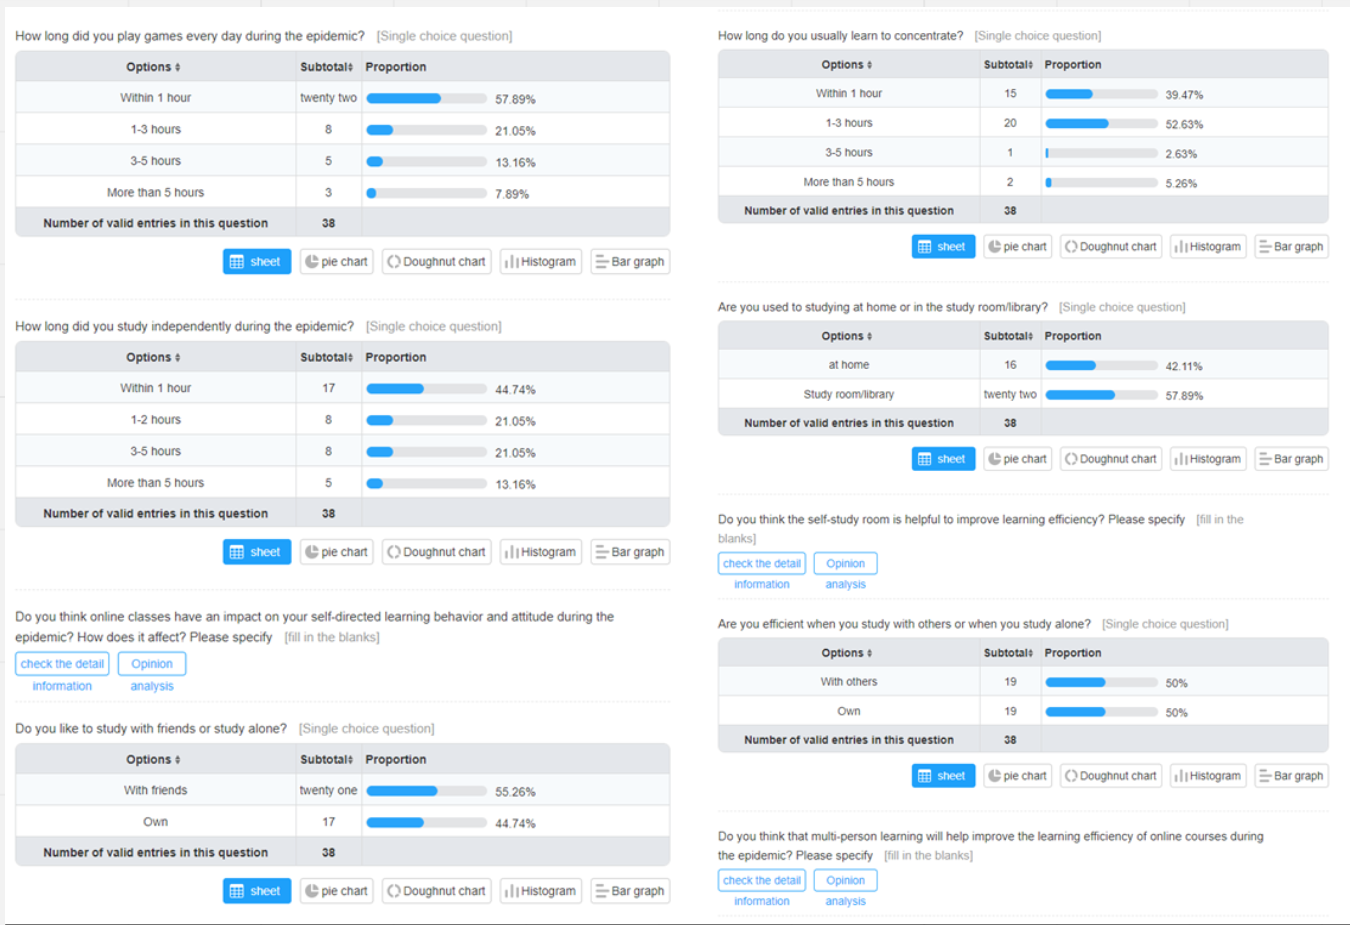 How long did you play games every day during the epidemic? [Single choice question]
Options Subtotal Proportion
Within 1 hour twenty two 57.89%
1-3 hours 8 21.05%
3-5 hours 5 13.16%
More than 5 hours 3 7.89%
Number of valid entries in this question 38
sheet pie chart Doughnut chart Histogram Bar graph
How long did you study independently during the epidemic? [Single choice question]
Options Subtotal Proportion
Within 1 hour 17 44.74%
1-2 hours 8 21.05%
3-5 hours 8 21.05%
More than 5 hours 5 13.16%
Number of valid entries in this question 38
sheet pie chart Doughnut chart Histogram Bar graph
Do you think online classes have an impact on your self-directed learning behavior and attitude during the
epidemic? How does it affect? Please specify [fill in the blanks]
check the detail Opinion
information analysis
Do you like to study with friends or study alone? [Single choice question]
Options Subtotal Proportion
With friends twenty one 55.26%
Own 17 44.74%
Number of valid entries in this question 38
sheet pie chart Doughnut chart Histogram Bar graph
How long do you usually learn to concentrate? [Single choice question]
Options Subtotal Proportion
Within 1 hour 15 39.47%
1-3 hours 20 52.63%
3-5 hours 1 2.63%
More than 5 hours 2 5.26%
Number of valid entries in this question 38
sheet pie chart Doughnut chart Histogram Bar graph
Are you used to studying at home or in the study room/library? [Single choice question]
Options Subtotal Proportion
at home 16 42.11%
Study room/library twenty two 57.89%
Number of valid entries in this question 38
sheet pie chart Doughnut chart Histogram Bar graph
Do you think the self-study room is helpful to improve learning efficiency? Please specify [fill in the
blanks]
check the detail Opinion
information analysis
Are you efficient when you study with others or when you study alone? [Single choice question]
Options Subtotal Proportion
With others 19 50%
Own 19 50%
Number of valid entries in this question 38
sheet pie chart Doughnut chart Histogram Bar graph
Do you think that multi-person learning will help improve the learning efficiency of online courses during
the epidemic? Please specify [fill in the blanks]
check the detail Opinion
information analysis